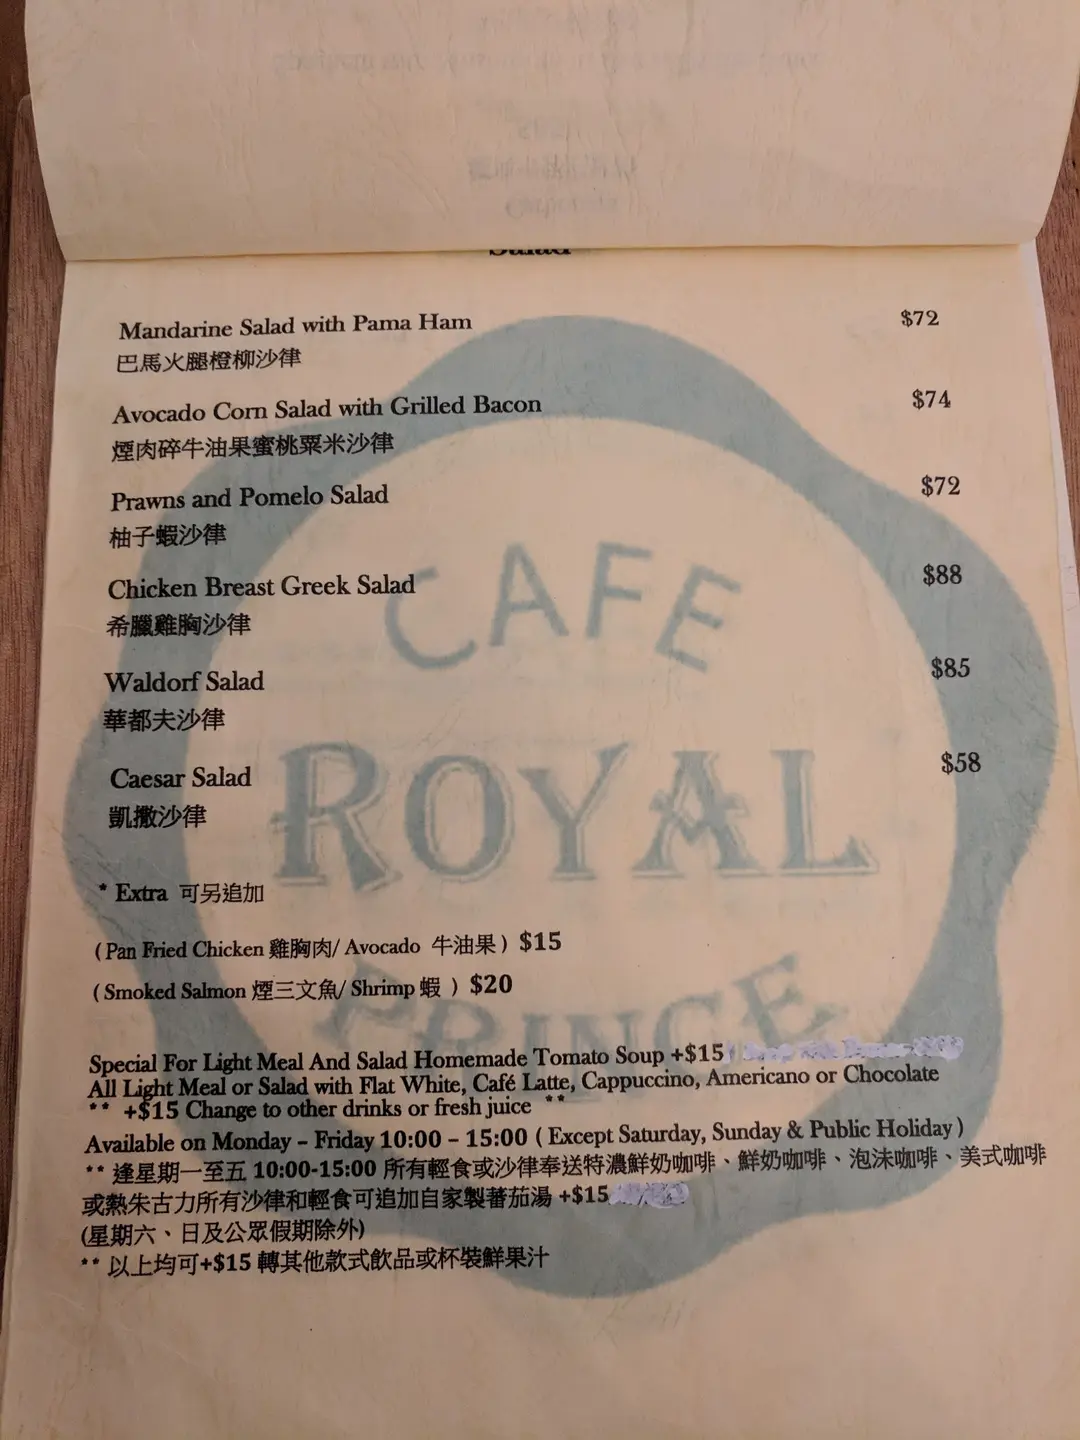 Salad
Mandarine Salad with Pama Ham $72
巴馬火腿橙柳沙律
Avocado Corn Salad with Grilled Bacon $74
煙肉碎牛油果蜜桃粟米沙律
Prawns and Pomelo Salad $72
柚子蝦沙律
Chicken Breast Greek Salad $88
希臘雞胸沙律
Waldorf Salad $85
華都夫沙律
Caesar Salad $58
凱撒沙律
CAFE
ROYAL
PRINCE
* Extra 可另追加
( Pan Fried Chicken 雞胸肉/ Avocado 牛油果 ) $15
( Smoked Salmon 煙三文魚/ Shrimp 蝦 ) $20
Special For Light Meal And Salad Homemade Tomato Soup +$15
All Light Meal or Salad with Flat White, Café Latte, Cappuccino, Americano or Chocolate
** +$15 Change to other drinks or fresh juice **
Available on Monday – Friday 10:00 – 15:00 ( Except Saturday, Sunday & Public Holiday )
** 逢星期一至五 10:00-15:00 所有輕食或沙律奉送特濃鮮奶咖啡、鮮奶咖啡、泡沫咖啡、美式咖啡
或熱朱古力所有沙律和輕食可追加自家製蕃茄湯 +$15
(星期六、日及公眾假期除外)
** 以上均可+$15 轉其他款式飲品或杯裝鮮果汁